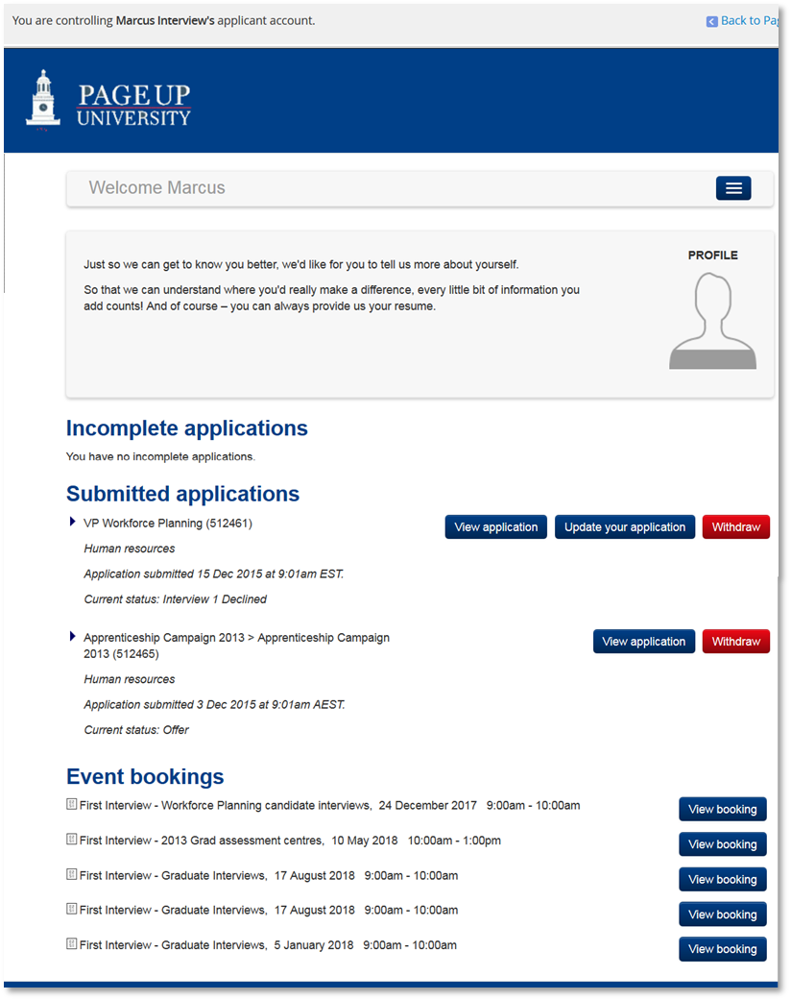 You are controlling Marcus Interview's applicant account.
Back to Pag
PAGE UP
UNIVERSITY
Welcome Marcus
PROFILE
Just so we can get to know you better, we'd like for you to tell us more about yourself.
So that we can understand where you'd really make a difference, every little bit of information you
add counts! And of course – you can always provide us your resume.
Incomplete applications
You have no incomplete applications.
Submitted applications
VP Workforce Planning (512461)
View application
Update your application
Withdraw
Human resources
Application submitted 15 Dec 2015 at 9:01am EST.
Current status: Interview 1 Declined
Apprenticeship Campaign 2013 > Apprenticeship Campaign
2013 (512465)
View application
Withdraw
Human resources
Application submitted 3 Dec 2015 at 9:01am AEST.
Current status: Offer
Event bookings
First Interview - Workforce Planning candidate interviews, 24 December 2017 9:00am - 10:00am
View booking
First Interview - 2013 Grad assessment centres, 10 May 2018 10:00am - 1:00pm
View booking
First Interview - Graduate Interviews, 17 August 2018 9:00am - 10:00am
View booking
First Interview - Graduate Interviews, 17 August 2018 9:00am - 10:00am
View booking
First Interview - Graduate Interviews, 5 January 2018 9:00am - 10:00am
View booking